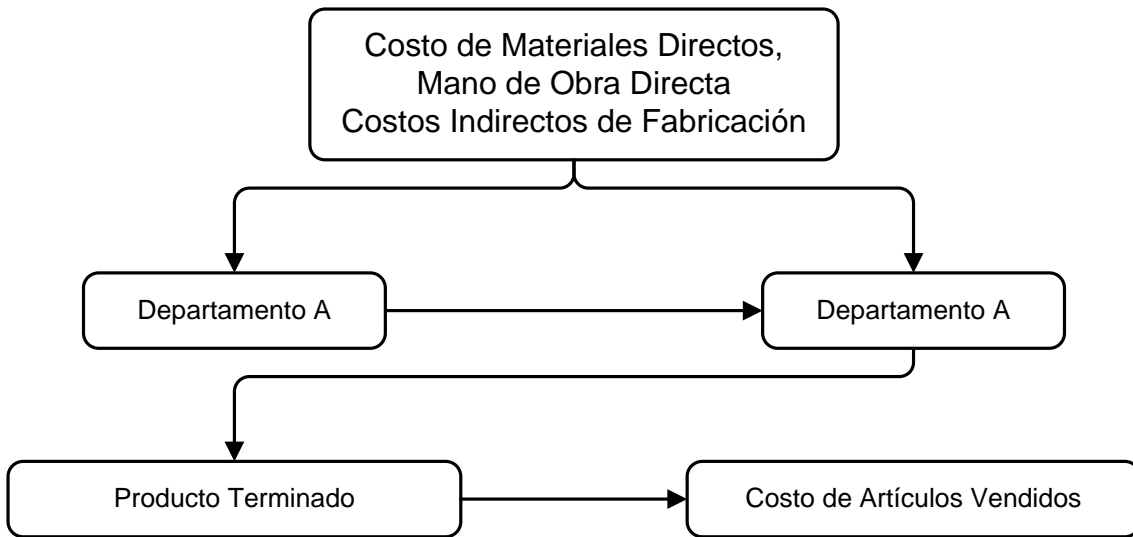 Costo de Materiales Directos,
Mano de Obra Directa
Costos Indirectos de Fabricación
Departamento A
Departamento A
Producto Terminado
Costo de Artículos Vendidos